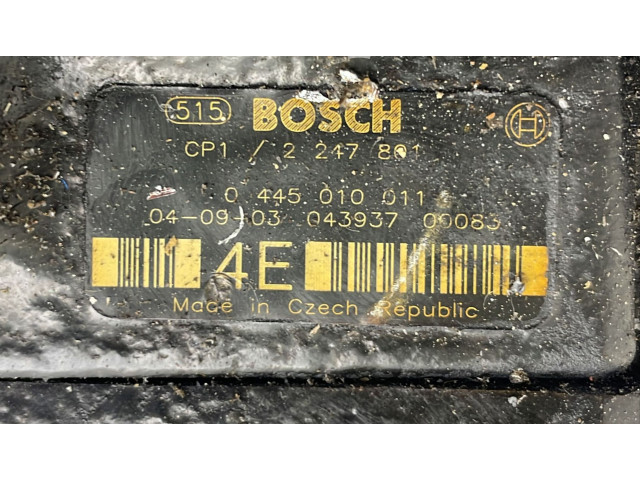 515 BOSCH
CP1 / 2 247 801
0 445 010 011
04-09-03 043937 00083
4E
Made in Czech Republic